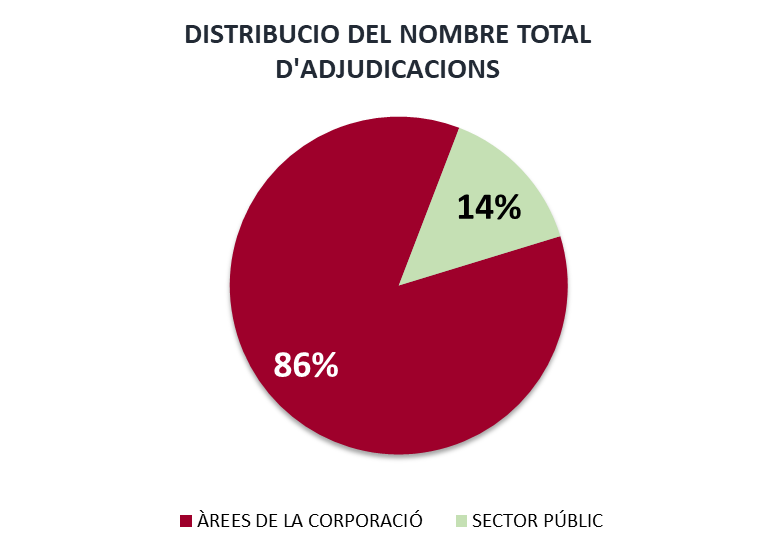 DISTRIBUCIO DEL NOMBRE TOTAL
D'ADJUDICACIONS
14%
86%
ÀREES DE LA CORPORACIÓ
SECTOR PÚBLIC